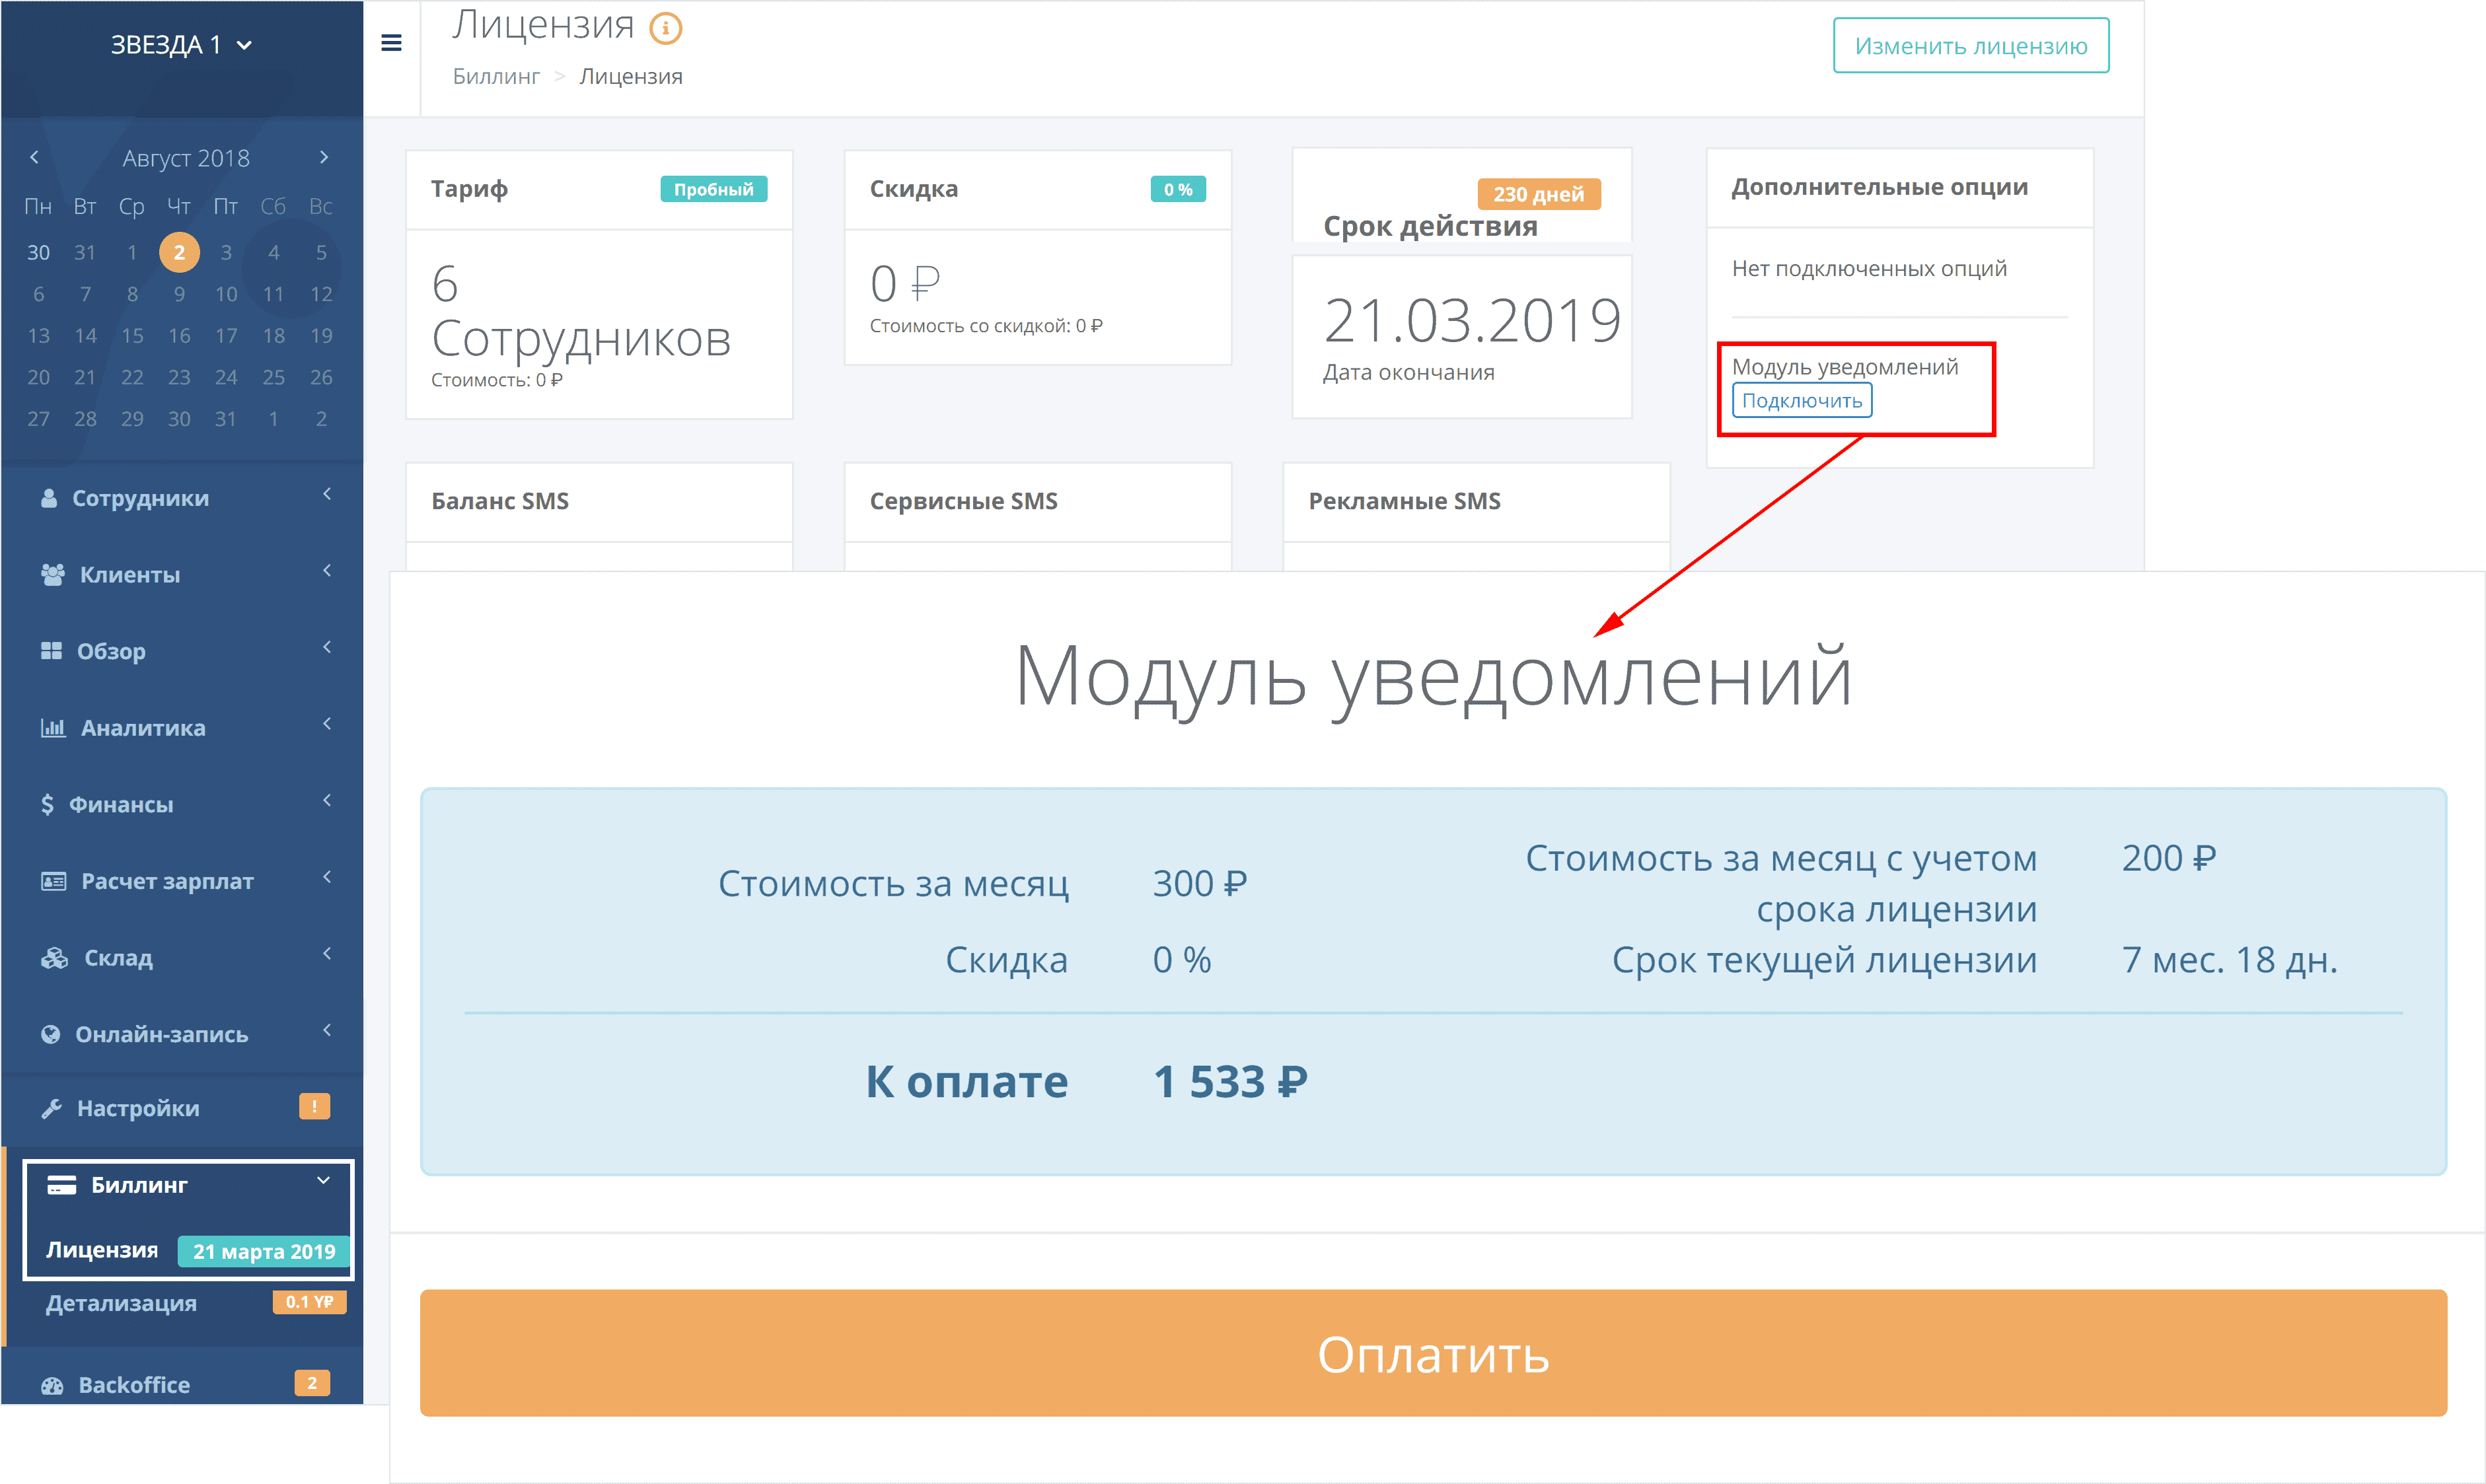 ЗВЕЗДА 1
Август 2018
Пн Вт Ср Чт Пт Сб Вс
30 31 1 2 3 4 5
6 7 8 9 10 11 12
13 14 15 16 17 18 19
20 21 22 23 24 25 26
27 28 29 30 31 1 2
Сотрудники
Клиенты
Обзор
Аналитика
Финансы
Расчет зарплат
Склад
Онлайн-запись
Настройки !
Биллинг
Лицензия 21 марта 2019
Детализация 0.1 Y₽
Backoffice 2
Лицензия
Биллинг > Лицензия
Изменить лицензию
Тариф Пробный
6
Сотрудников
Стоимость: 0 ₽
Скидка 0 %
0 ₽
Стоимость со скидкой: 0 ₽
230 дней
Срок действия
21.03.2019
Дата окончания
Дополнительные опции
Нет подключенных опций
Модуль уведомлений
Подключить
Баланс SMS
Сервисные SMS
Рекламные SMS
Модуль уведомлений
Стоимость за месяц 300 ₽
Стоимость за месяц с учетом 200 ₽
срока лицензии
Скидка 0 %
Срок текущей лицензии 7 мес. 18 дн.
К оплате 1 533 ₽
Оплатить